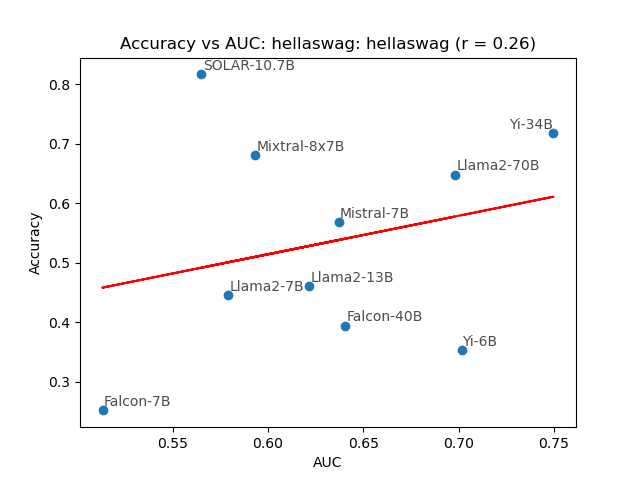 Accuracy vs AUC: hellaswag: hellaswag (r = 0.26)
SOLAR-10.7B
Yi-34B
Mixtral-8x7B
Llama2-70B
Mistral-7B
Llama2-13B
Llama2-7B
Falcon-40B
Yi-6B
Falcon-7B
Accuracy
0.8
0.7
0.6
0.5
0.4
0.3
0.55
0.60
0.65
0.70
0.75
AUC